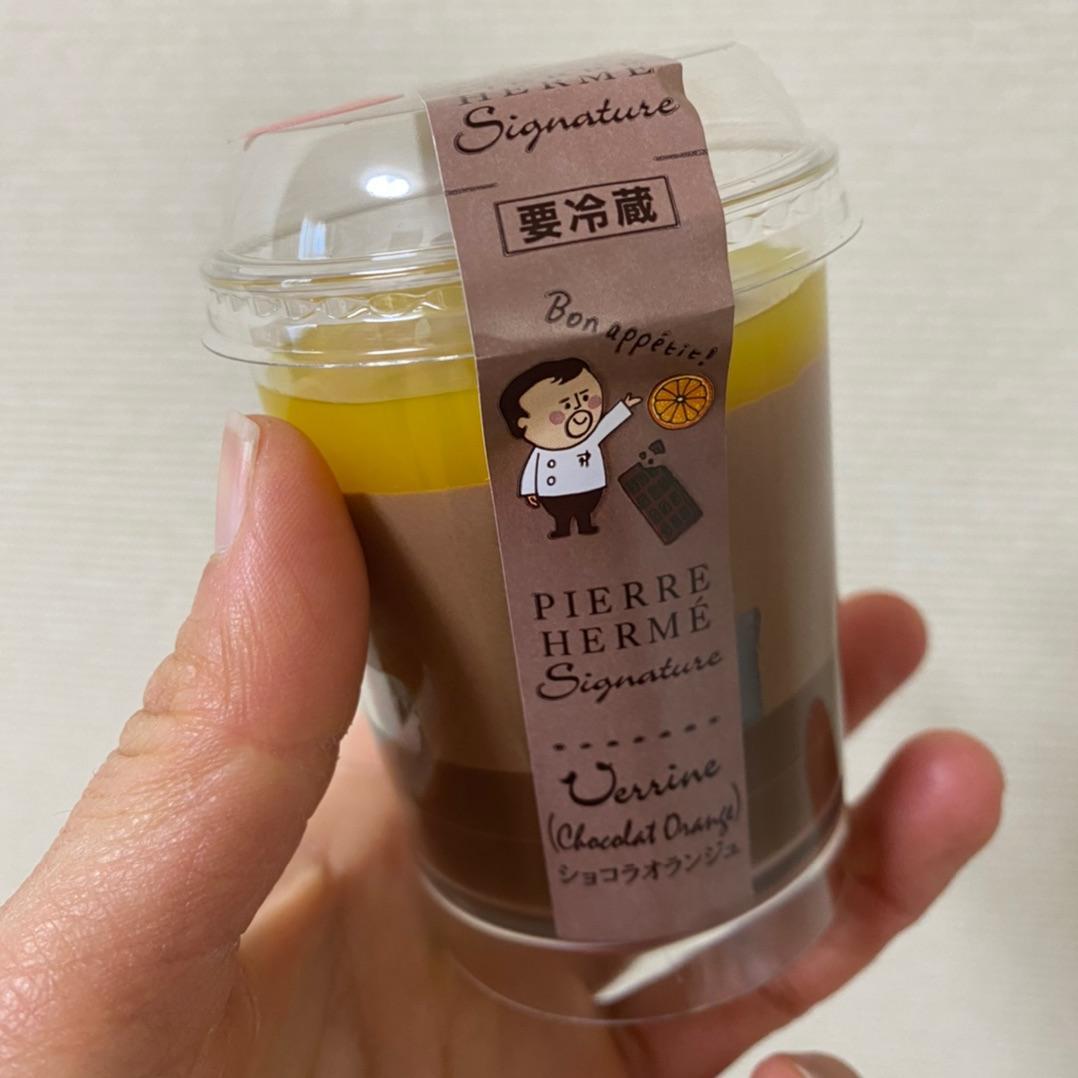 HERMÉ
Signature
要冷蔵
Bon appétit!
PIERRE
HERMÉ
Signature
Verrine
(Chocolat Orange)
ショコラオランジュ